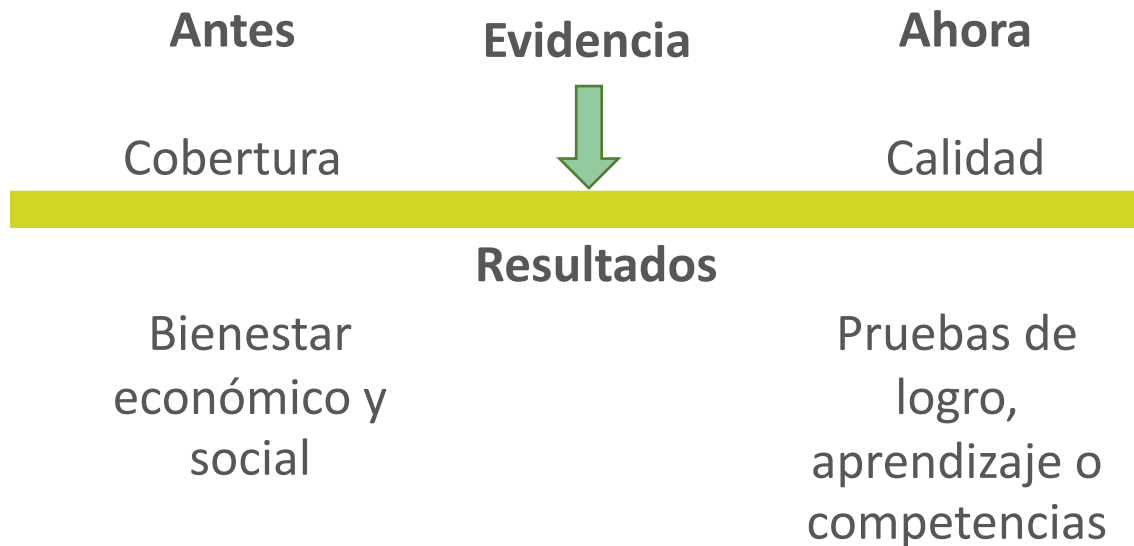 Antes
Evidencia
Ahora
Cobertura
Calidad
Resultados
Bienestar
económico y
social
Pruebas de
logro,
aprendizaje o
competencias